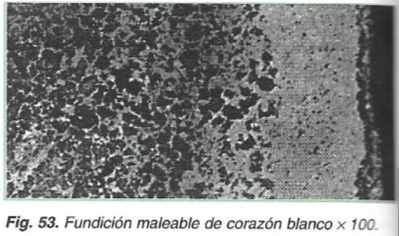 Fig. 53. Fundición maleable de corazón blanco × 100.